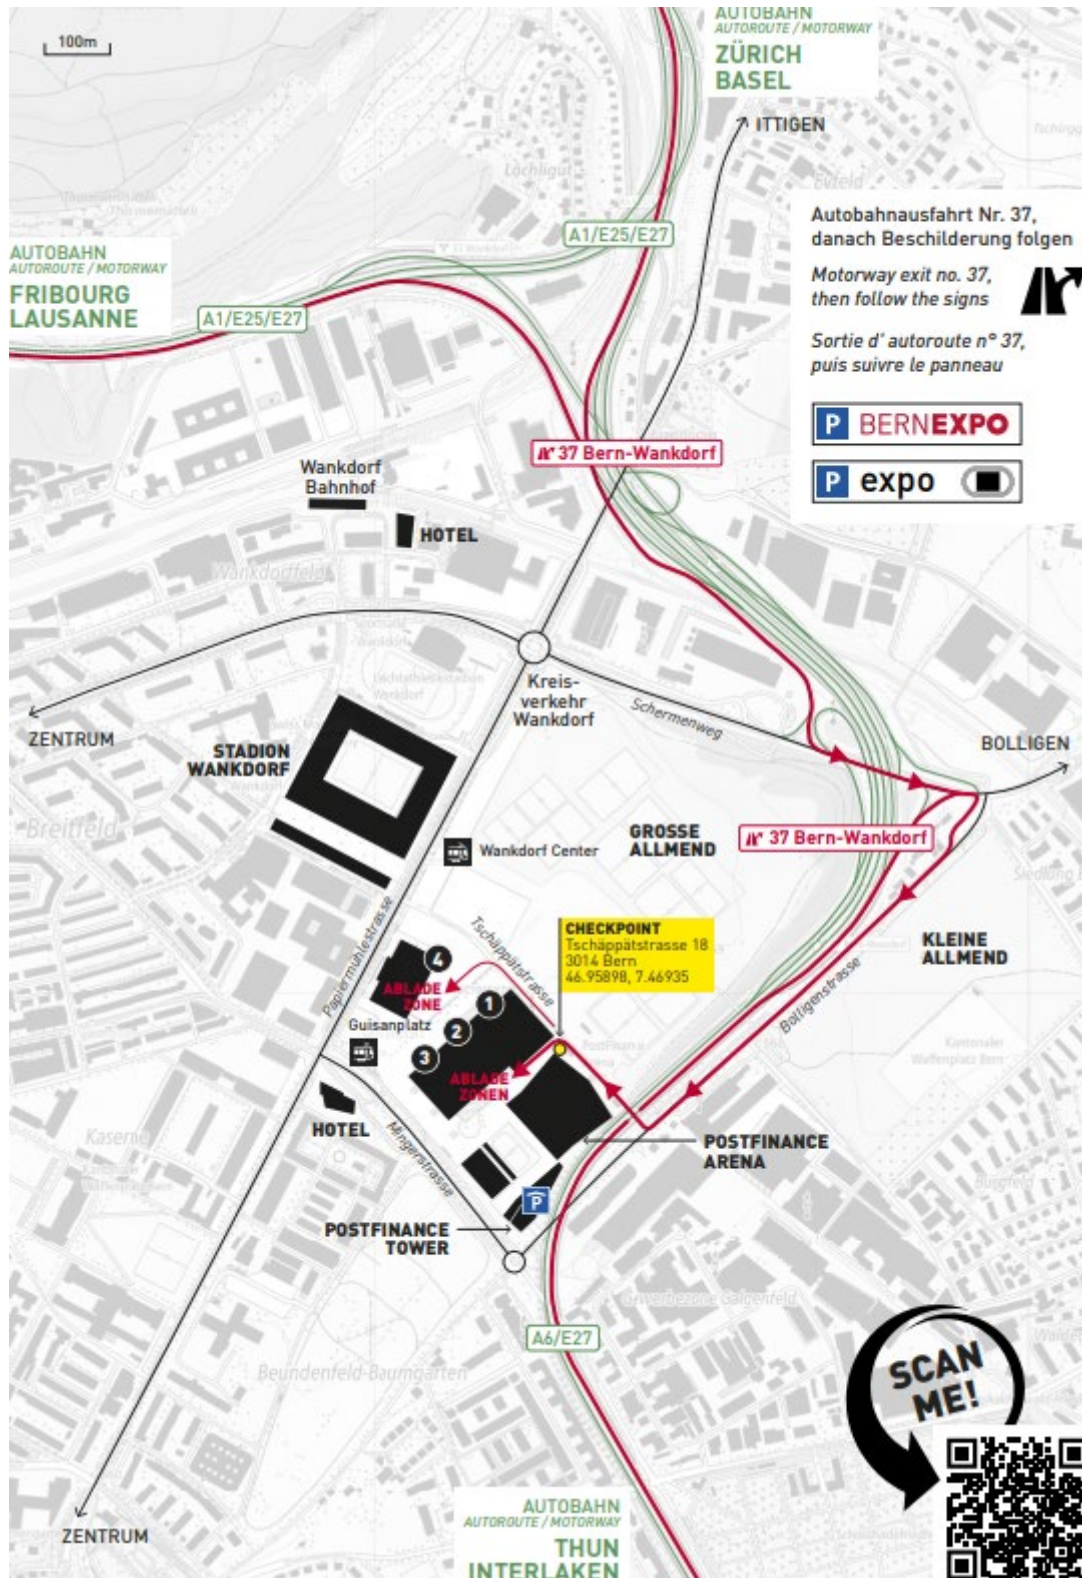 100m
AUTOBAHN
AUTOROUTE / MOTORWAY
ZÜRICH
BASEL
ITTIGEN
Löchligut
A1/E25/E27
Autobahnausfahrt Nr. 37,
danach Beschilderung folgen
Motorway exit no. 37,
then follow the signs
Sortie d' autoroute n° 37,
puis suivre le panneau
P BERNEXPO
P expo
AUTOBAHN
AUTOROUTE / MOTORWAY
FRIBOURG
LAUSANNE
A1/E25/E27
37 Bern-Wankdorf
Wankdorf
Bahnhof
HOTEL
Wankdorffeld
Kreis-
verkehr
Wankdorf
Schermenweg
ZENTRUM
STADION
WANKDORF
BOLLIGEN
Breitfeld
Wankdorf Center
GROSSE
ALLMEND
37 Bern-Wankdorf
Papiermühlestrasse
Tschäppätstrasse
CHECKPOINT
Tschäppätstrasse 18
3014 Bern
46.95898, 7.46935
KLEINE
ALLMEND
Bolligenstrasse
4
ABLADE
ZONE
1
2
3
Guisanplatz
ABLADE
ZONEN
Kantonaler
Waffenplatz Bern
HOTEL
Kaserne
Mingerstrasse
POSTFINANCE
ARENA
Burgfeld
P
POSTFINANCE
TOWER
A6/E27
Beundenfeld-Baumgarten
SCAN
ME!
ZENTRUM
AUTOBAHN
AUTOROUTE / MOTORWAY
THUN
INTERLAKEN